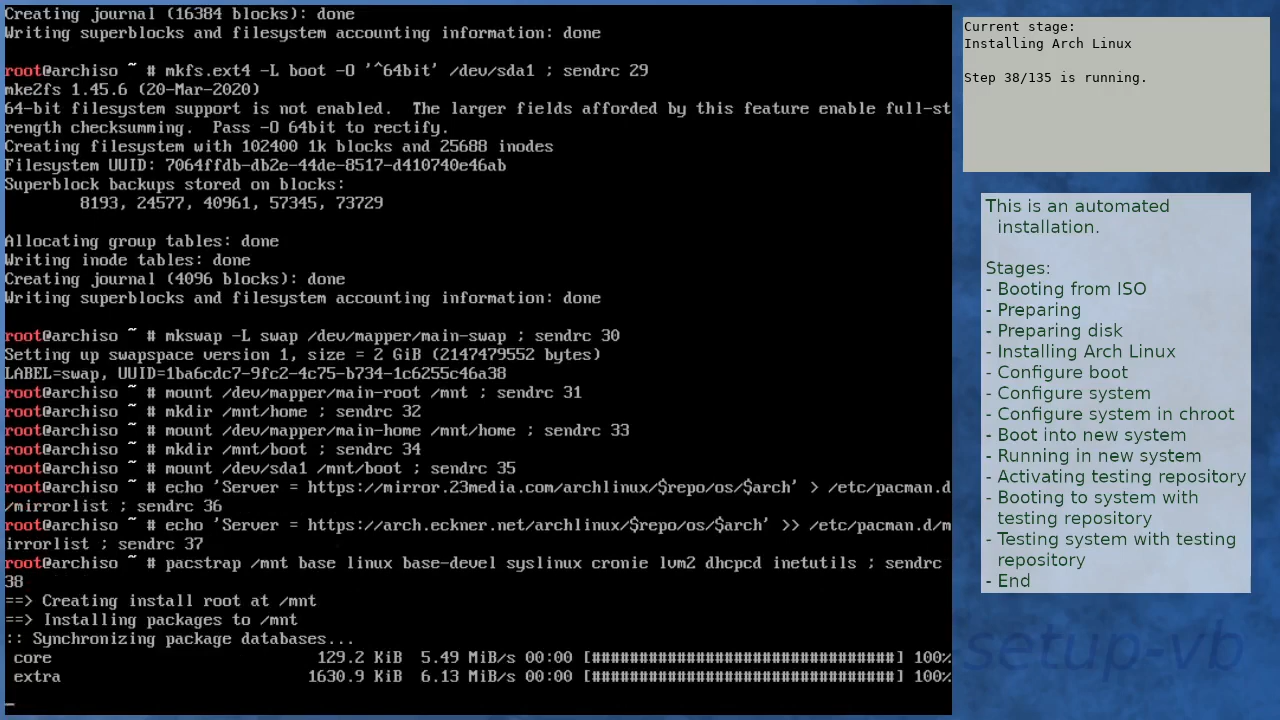 Creating journal (16384 blocks): done
Writing superblocks and filesystem accounting information: done
root@archiso ~ # mkfs.ext4 -L boot -O '^64bit' /dev/sda1 ; sendrc 29
mke2fs 1.45.6 (20-Mar-2020)
64-bit filesystem support is not enabled.  The larger fields afforded by this feature enable full-st
rength checksumming.  Pass -O 64bit to rectify.
Creating filesystem with 102400 1k blocks and 25688 inodes
Filesystem UUID: 7064ffdb-db2e-44de-8517-d410740e46ab
Superblock backups stored on blocks:
        8193, 24577, 40961, 57345, 73729
Allocating group tables: done
Writing inode tables: done
Creating journal (4096 blocks): done
Writing superblocks and filesystem accounting information: done
root@archiso ~ # mkswap -L swap /dev/mapper/main-swap ; sendrc 30
Setting up swapspace version 1, size = 2 GiB (2147479552 bytes)
LABEL=swap, UUID=1ba6cdc7-9fc2-4c75-b734-1c6255c46a38
root@archiso ~ # mount /dev/mapper/main-root /mnt ; sendrc 31
root@archiso ~ # mkdir /mnt/home ; sendrc 32
root@archiso ~ # mount /dev/mapper/main-home /mnt/home ; sendrc 33
root@archiso ~ # mkdir /mnt/boot ; sendrc 34
root@archiso ~ # mount /dev/sda1 /mnt/boot ; sendrc 35
root@archiso ~ # echo 'Server = https://mirror.23media.com/archlinux/$repo/os/$arch' > /etc/pacman.d
/mirrorlist ; sendrc 36
root@archiso ~ # echo 'Server = https://arch.eckner.net/archlinux/$repo/os/$arch' >> /etc/pacman.d/m
irrorlist ; sendrc 37
root@archiso ~ # pacstrap /mnt base linux base-devel syslinux cronie lvm2 dhcpcd inetutils ; sendrc
38
==> Creating install root at /mnt
==> Installing packages to /mnt
:: Synchronizing package databases...
 core                            129.2 KiB  5.49 MiB/s 00:00 [################################] 100%
 extra                          1630.9 KiB  6.13 MiB/s 00:00 [################################] 100%
_
Current stage:
Installing Arch Linux
Step 38/135 is running.
This is an automated
installation.
Stages:
- Booting from ISO
- Preparing
- Preparing disk
- Installing Arch Linux
- Configure boot
- Configure system
- Configure system in chroot
- Boot into new system
- Running in new system
- Activating testing repository
- Booting to system with
testing repository
- Testing system with testing
repository
- End
setup-vb